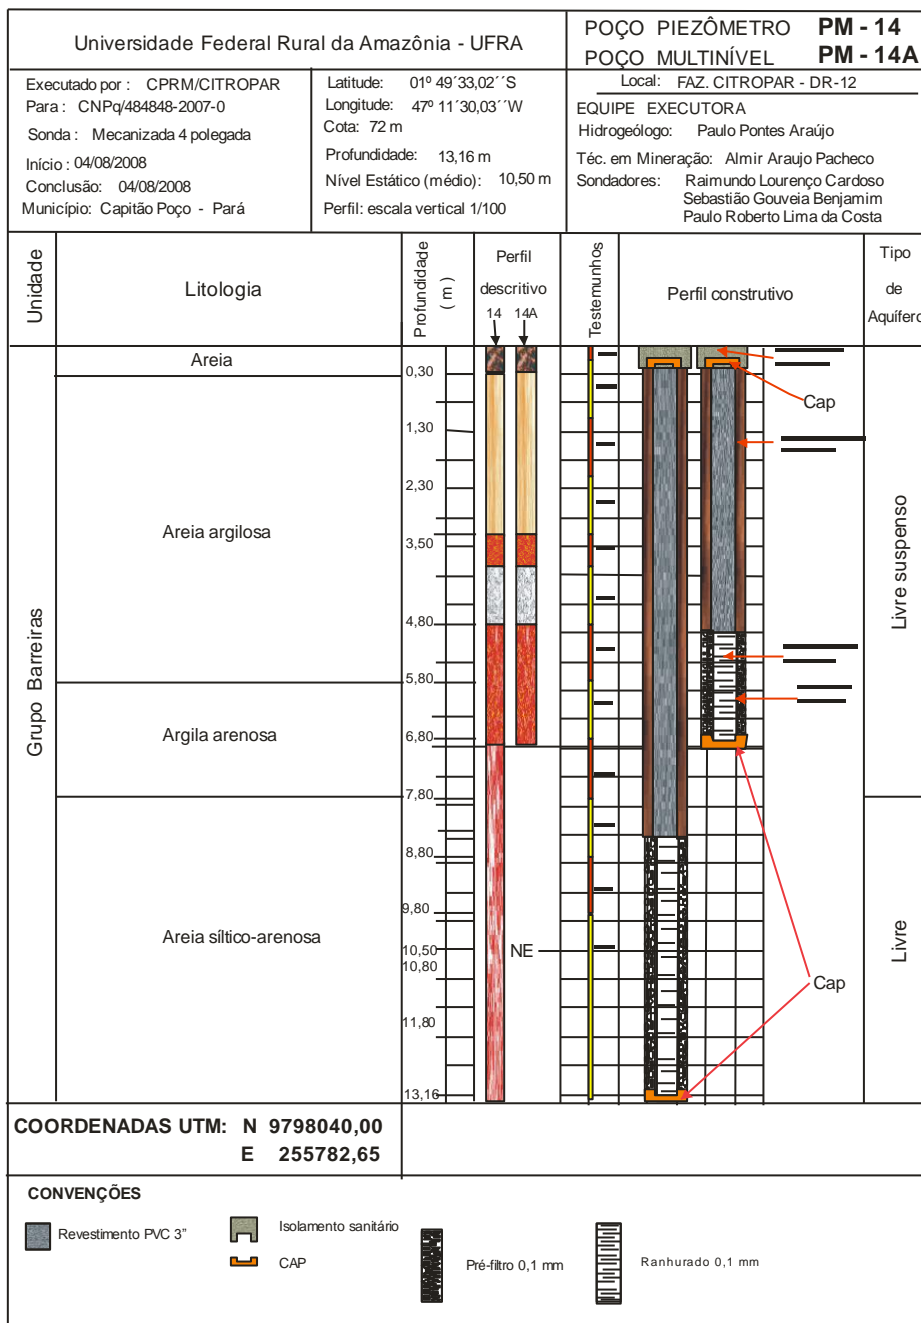 Universidade Federal Rural da Amazônia - UFRA
POÇO PIEZÔMETRO PM - 14
POÇO MULTINÍVEL PM - 14A
Executado por : CPRM/CITROPAR
Para : CNPq/484848-2007-0
Sonda : Mecanizada 4 polegada
Início : 04/08/2008
Conclusão: 04/08/2008
Município: Capitão Poço - Pará
Latitude: 01º 49´33,02´´S
Longitude: 47º 11´30,03´´W
Cota: 72 m
Profundidade: 13,16 m
Nível Estático (médio): 10,50 m
Perfil: escala vertical 1/100
Local: FAZ. CITROPAR - DR-12
EQUIPE EXECUTORA
Hidrogeólogo: Paulo Pontes Araújo
Téc. em Mineração: Almir Araujo Pacheco
Sondadores: Raimundo Lourenço Cardoso
Sebastião Gouveia Benjamim
Paulo Roberto Lima da Costa
Unidade
Litologia
Profundidade
( m )
Perfil
descritivo
14 14A
Testemunhos
Perfil construtivo
Tipo
de
Aquífero
Grupo Barreiras
Areia
Areia argilosa
Argila arenosa
Areia síltico-arenosa
0,30
1,30
2,30
3,50
4,80
5,80
6,80
7,80
8,80
9,80
10,50
10,80
11,80
13,16
NE
Cap
Cap
Livre suspenso
Livre
COORDENADAS UTM: N 9798040,00
E 255782,65
CONVENÇÕES
Revestimento PVC 3”
Isolamento sanitário
CAP
Pré-filtro 0,1 mm
Ranhurado 0,1 mm